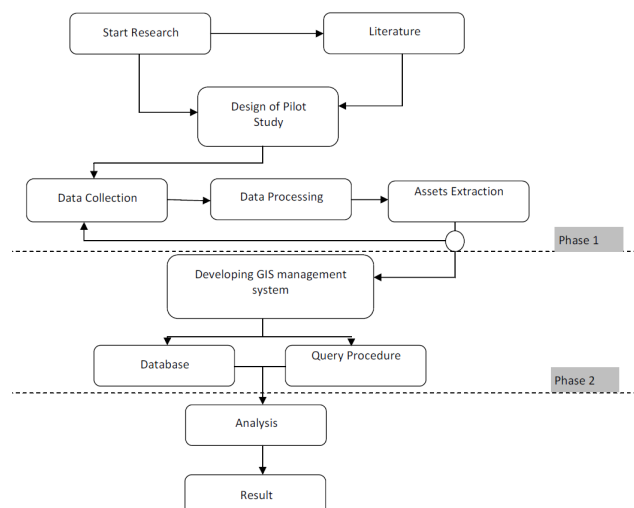 Start Research
Literature
Design of Pilot
Study
Data Collection
Data Processing
Assets Extraction
Phase 1
Developing GIS management
system
Database
Query Procedure
Phase 2
Analysis
Result